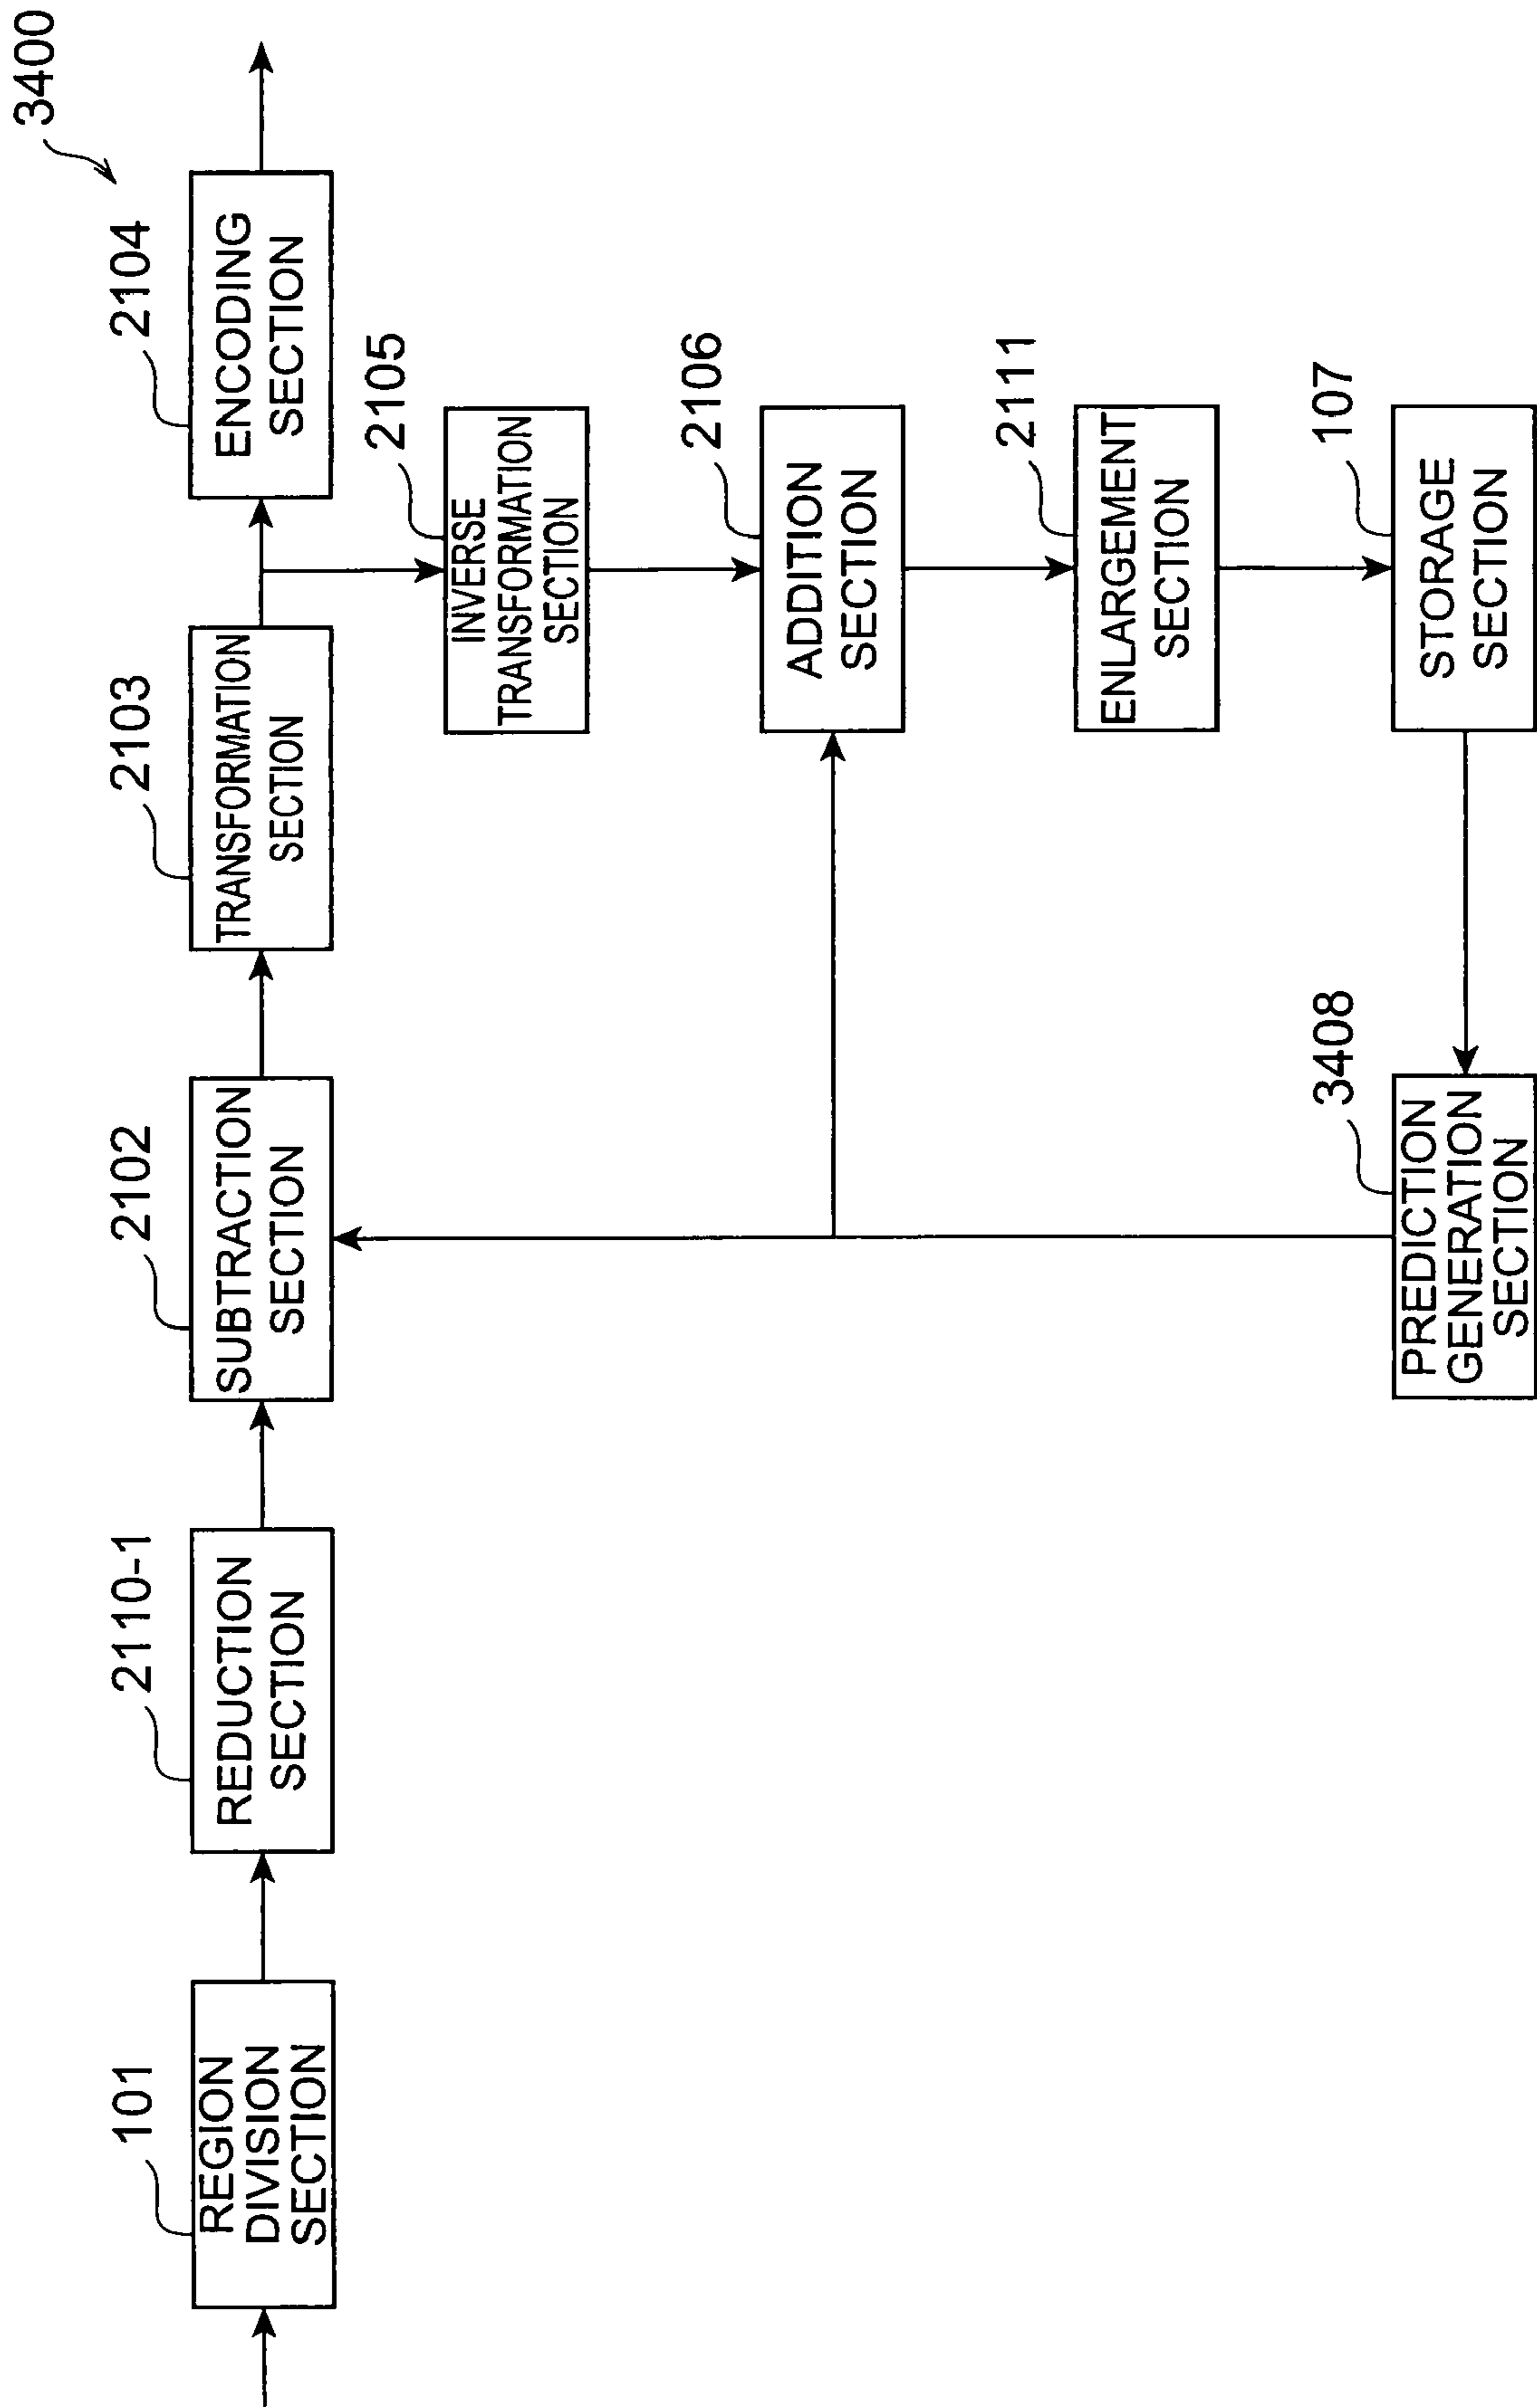 3400
101
REGION
DIVISION
SECTION
2110-1
REDUCTION
SECTION
2102
SUBTRACTION
SECTION
2103
TRANSFORMATION
SECTION
2104
ENCODING
SECTION
2105
INVERSE
TRANSFORMATION
SECTION
2106
ADDITION
SECTION
2111
ENLARGEMENT
SECTION
3408
PREDICTION
GENERATION
SECTION
107
STORAGE
SECTION